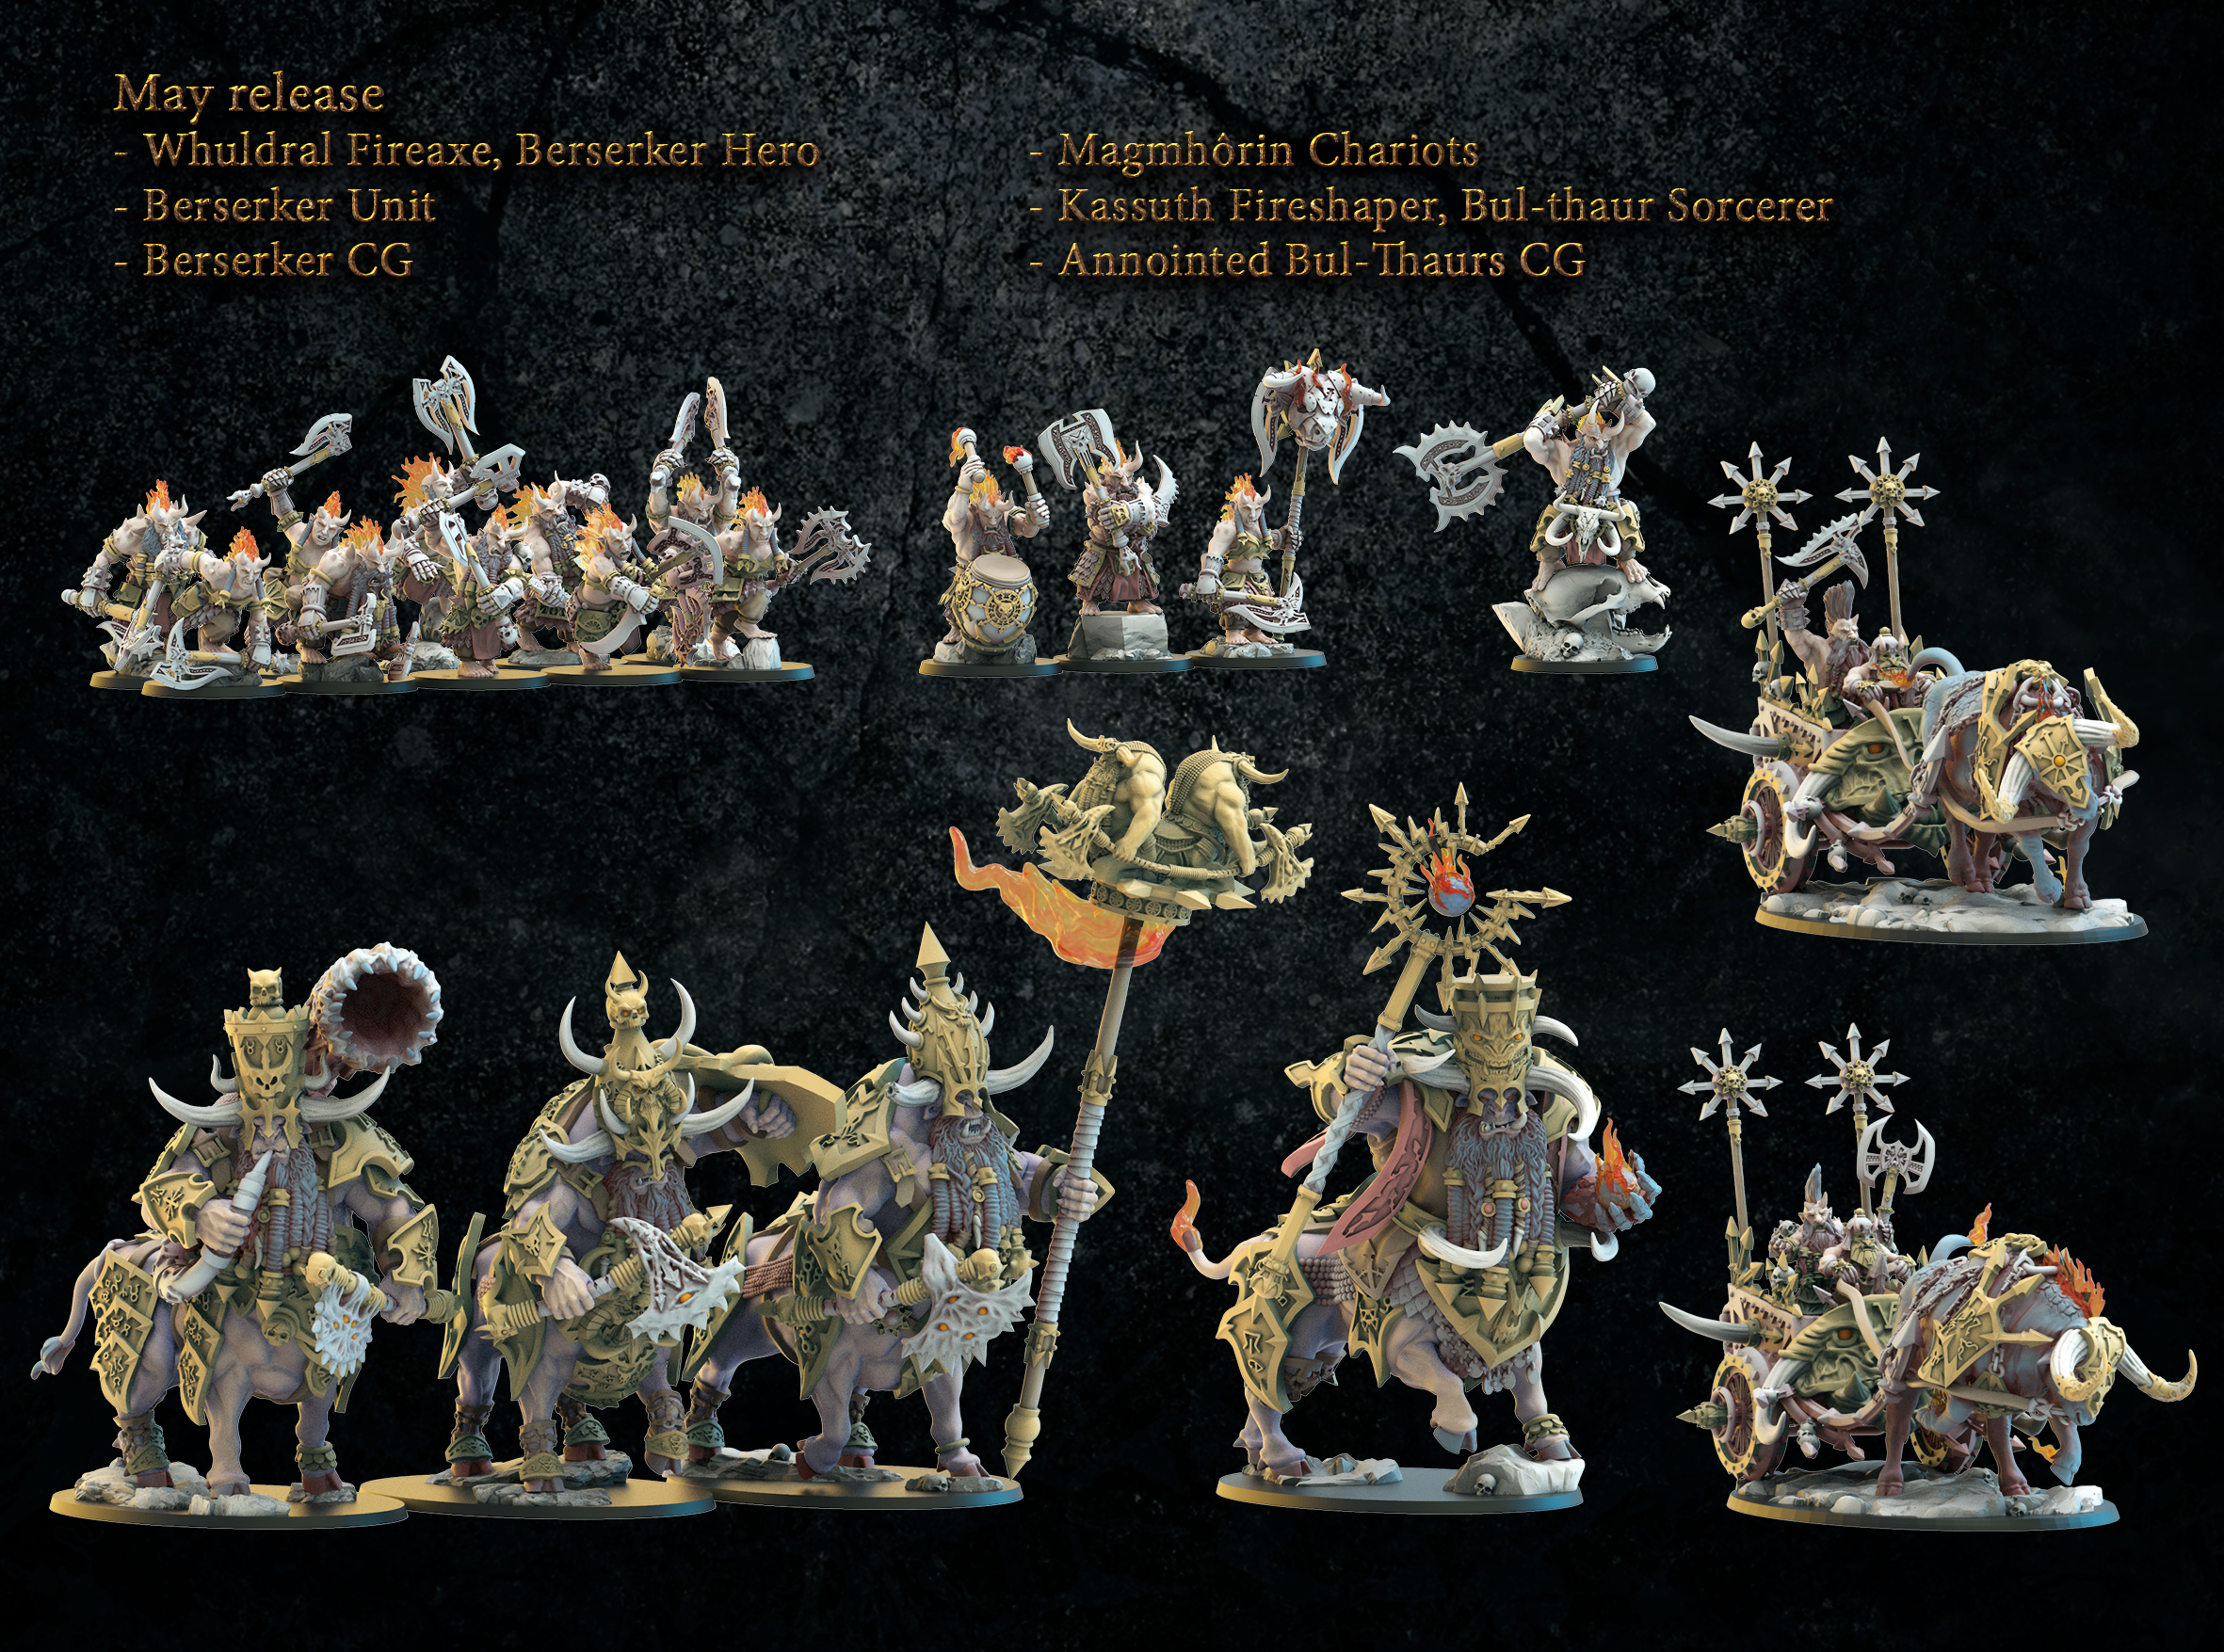 May release
- Whuldral Fireaxe, Berserker Hero
- Berserker Unit
- Berserker CG
- Magmhôrin Chariots
- Kassuth Fireshaper, Bul-thaur Sorcerer
- Annointed Bul-Thaurs CG